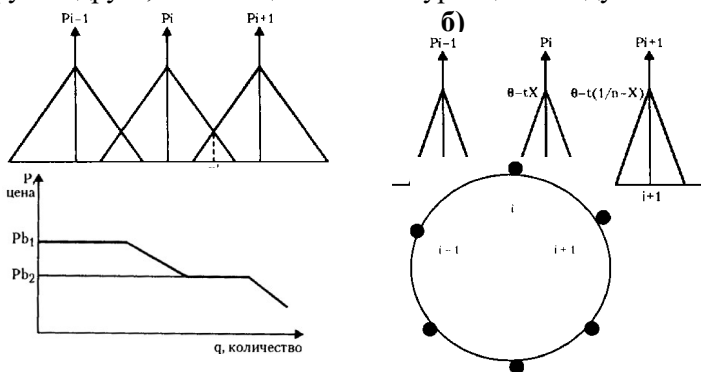 б)
Pi-1 Pi Pi+1
Pi-1 Pi Pi+1
θ-tX θ-t(1/n~X)
i+1
P,
цена
Pb₁
Pb₂
q, количество
i
i-1 i+1